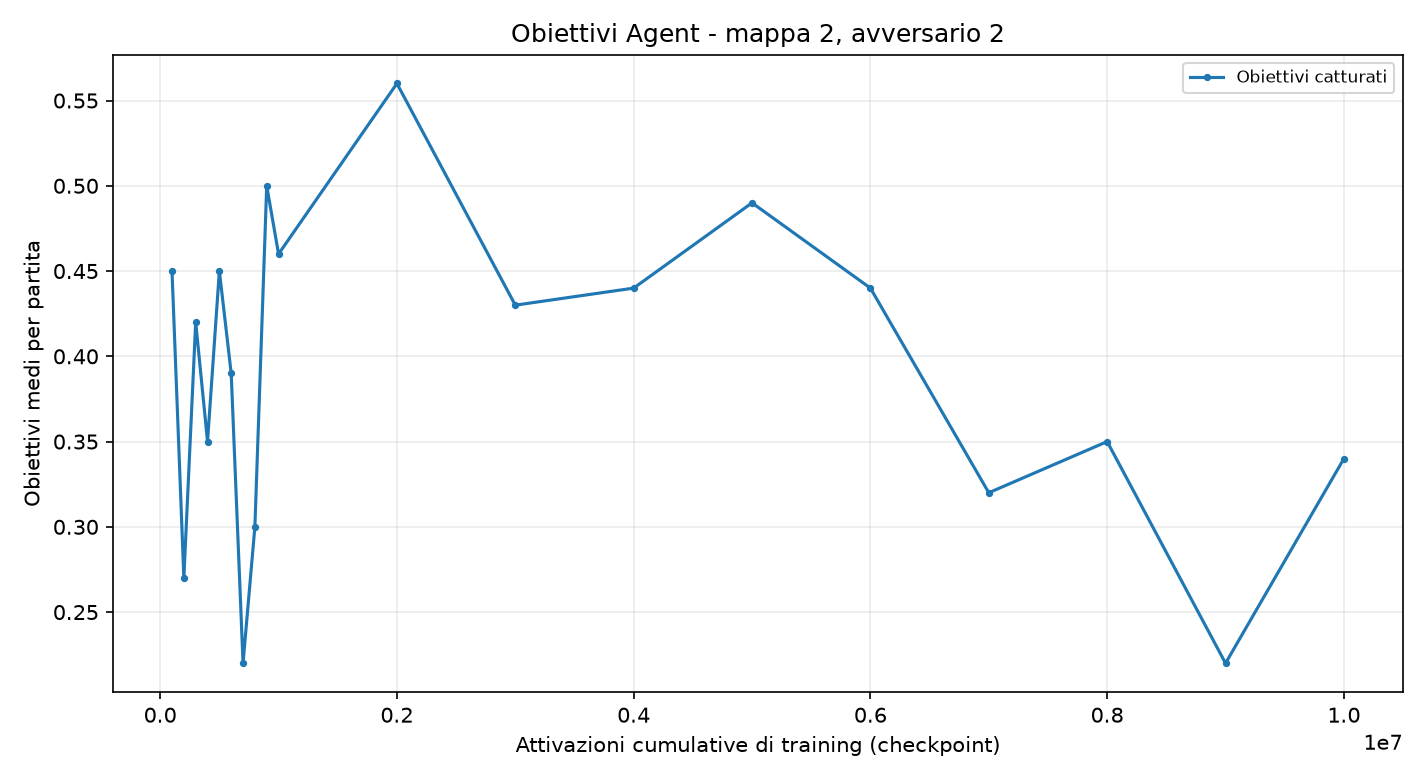 Obiettivi Agent - mappa 2, avversario 2
Obiettivi catturati
Obiettivi medi per partita
0.55
0.50
0.45
0.40
0.35
0.30
0.25
0.0 0.2 0.4 0.6 0.8 1.0
1e7
Attivazioni cumulative di training (checkpoint)